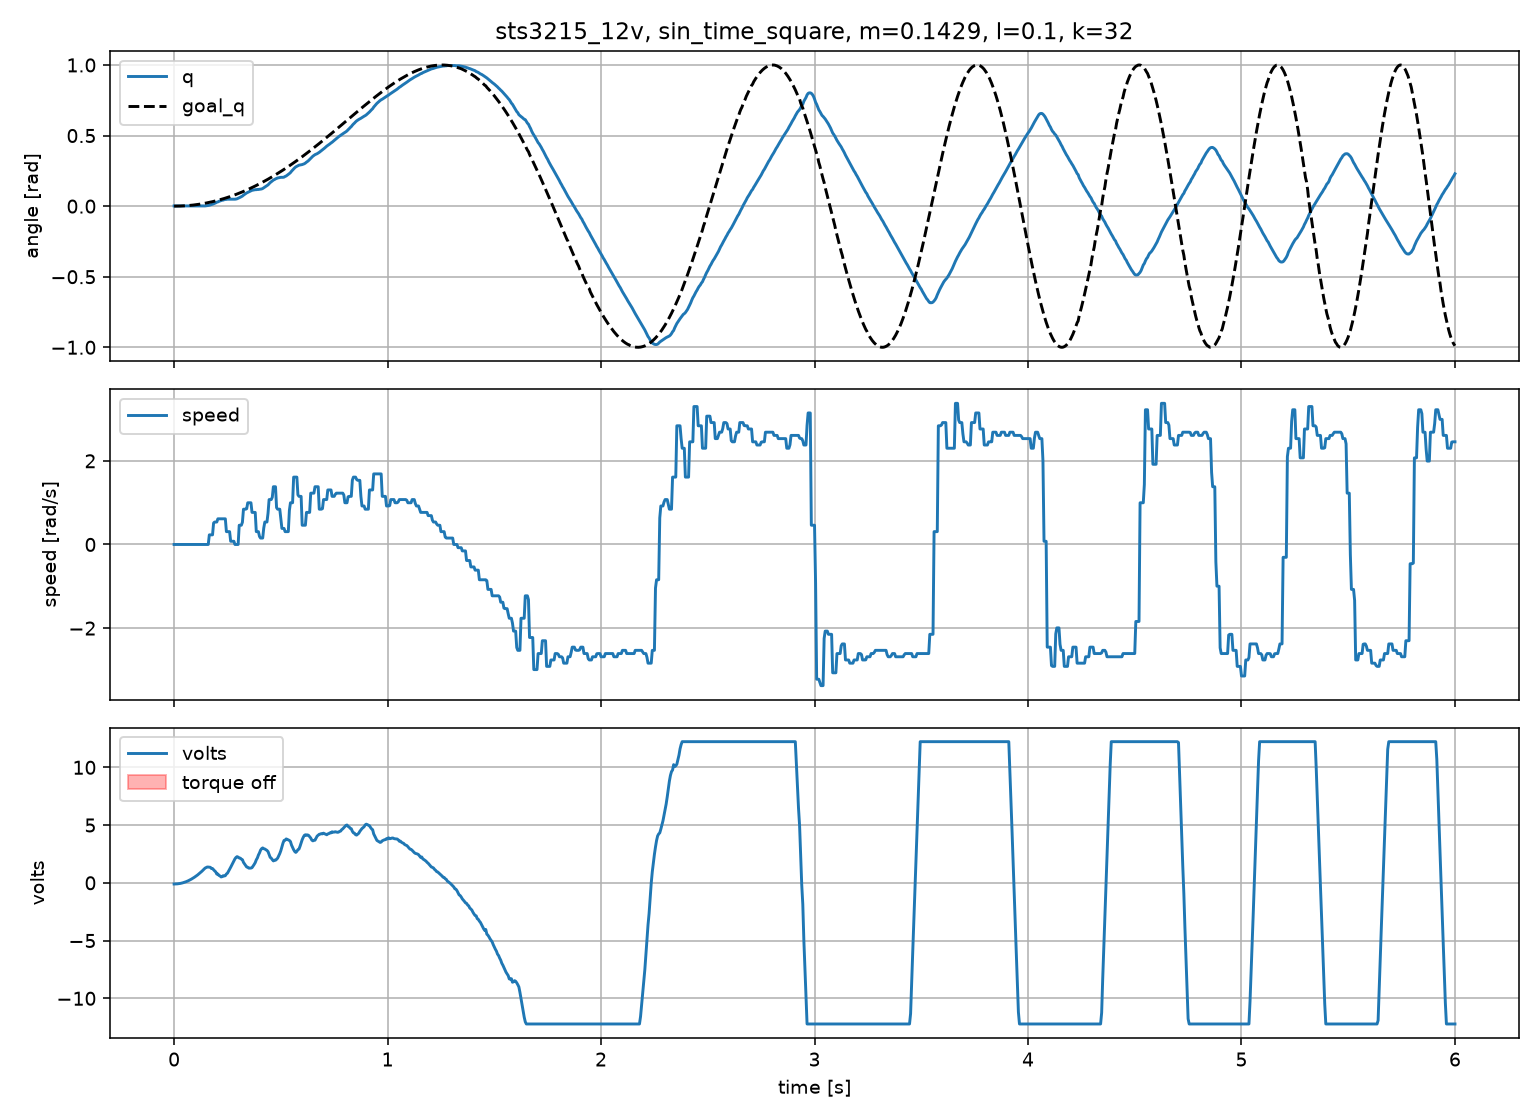 sts3215_12v, sin_time_square, m=0.1429, l=0.1, k=32
q
goal_q
1.0
0.5
0.0
−0.5
−1.0
angle [rad]
speed
2
0
−2
speed [rad/s]
volts
torque off
10
5
0
−5
−10
volts
0 1 2 3 4 5 6
time [s]